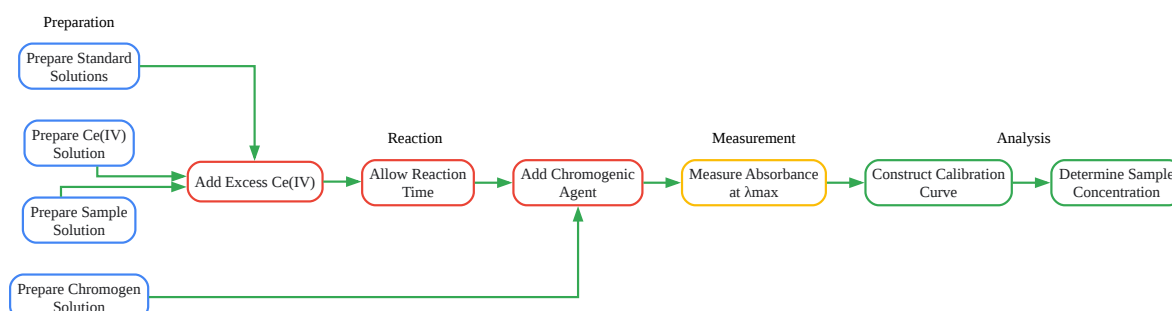 Preparation
Prepare Standard
Solutions
Prepare Ce(IV)
Solution
Prepare Sample
Solution
Prepare Chromogen
Solution
Add Excess Ce(IV)
Reaction
Allow Reaction
Time
Add Chromogenic
Agent
Measurement
Measure Absorbance
at λmax
Analysis
Construct Calibration
Curve
Determine Sample
Concentration